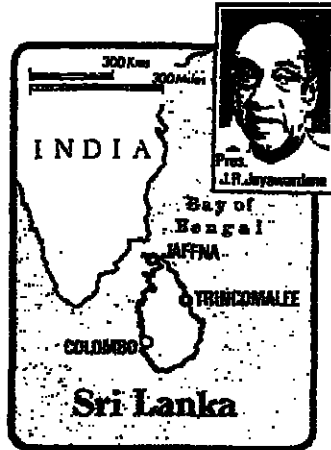 300 Kms
300 Miles
INDIA
Pres.
J.R. Jayewardene
Bay of
Bengal
JAFFNA
TRINCOMALEE
COLOMBO
Sri Lanka